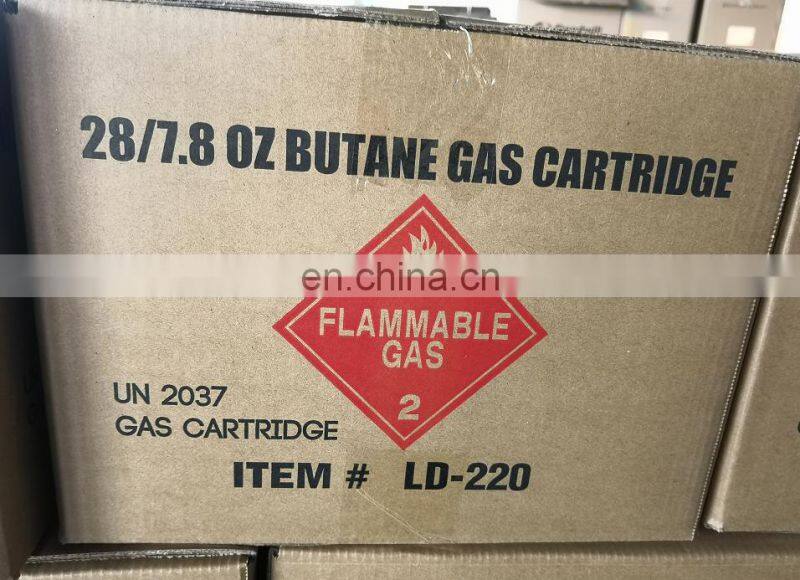 28/7.8 OZ BUTANE GAS CARTRIDGE
en.china.cn
FLAMMABLE
GAS
2
UN 2037
GAS CARTRIDGE
ITEM # LD-220